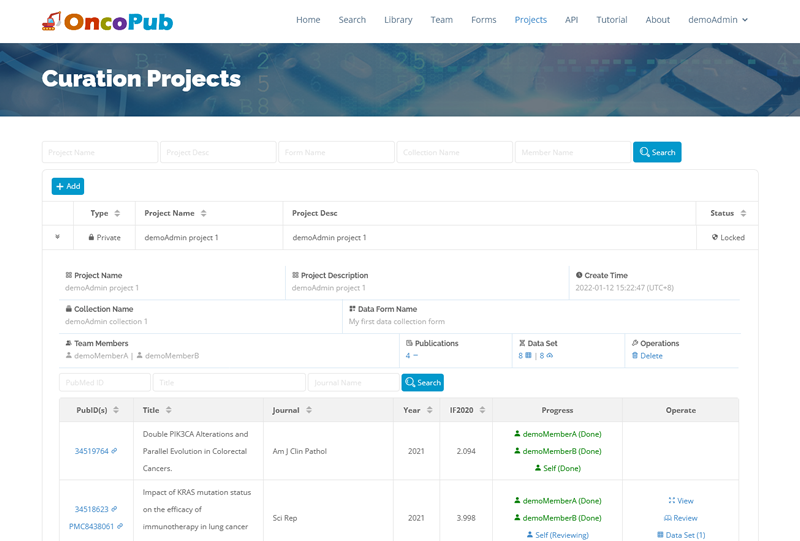 OncoPub
Home Search Library Team Forms Projects API Tutorial About demoAdmin
Curation Projects
Project Name Project Desc Form Name Collection Name Member Name Search
+ Add
Type Project Name Project Desc Status
Private demoAdmin project 1 demoAdmin project 1 Locked
Project Name Project Description Create Time
demoAdmin project 1 demoAdmin project 1 2022-01-12 15:22:47 (UTC+8)
Collection Name Data Form Name
demoAdmin collection 1 My first data collection form
Team Members Publications Data Set Operations
demoMemberA | demoMemberB 4 8 | 8 Delete
PubMed ID Title Journal Name Search
PubID(s) Title Journal Year IF2020 Progress Operate
Double PIK3CA Alterations and demoMemberA (Done)
34519764 Parallel Evolution in Colorectal Am J Clin Pathol 2021 2.094 demoMemberB (Done)
Cancers. Self (Done)
Impact of KRAS mutation status demoMemberA (Done) View
34518623 on the efficacy of Sci Rep 2021 3.998 demoMemberB (Done) Review
PMC8438061 immunotherapy in lung cancer Self (Reviewing) Data Set (1)